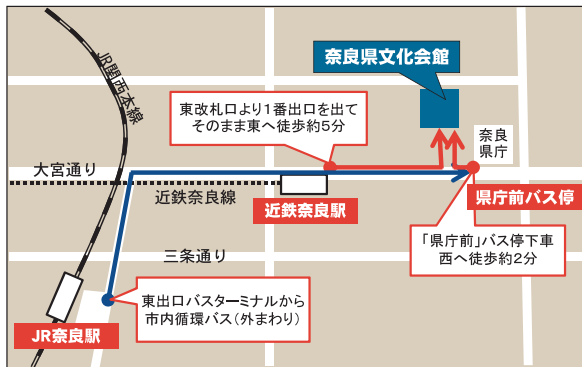 JR関西本線
奈良県文化会館
東改札口より1番出口を出て
そのまま東へ徒歩約5分
奈良
県庁
大宮通り
近鉄奈良線
近鉄奈良駅
県庁前バス停
「県庁前」バス停下車
西へ徒歩約2分
三条通り
東出口バスターミナルから
市内循環バス（外まわり）
JR奈良駅